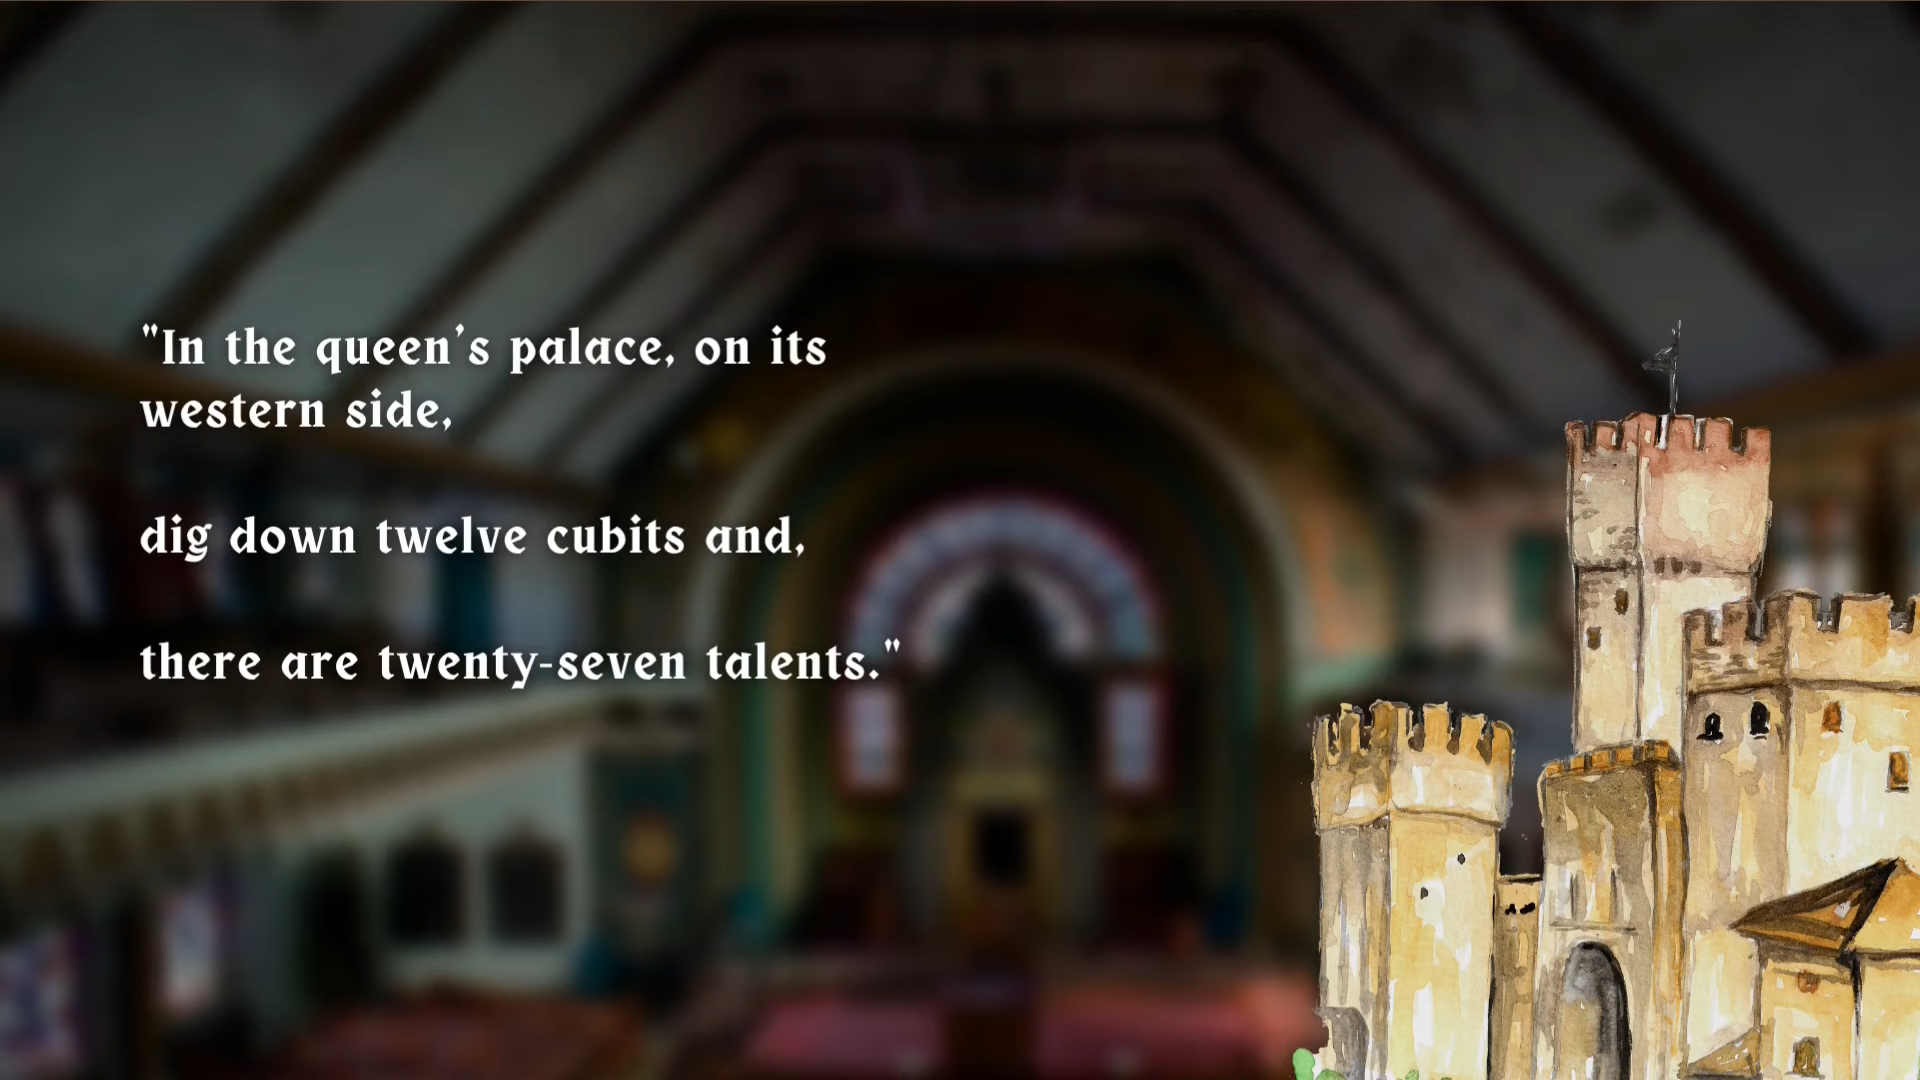 "In the queen's palace, on its
western side,
dig down twelve cubits and,
there are twenty-seven talents."